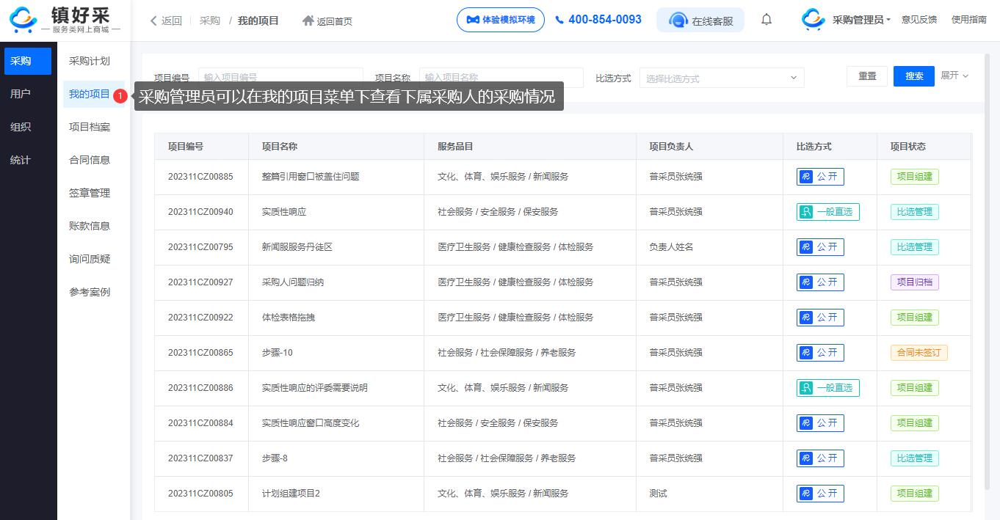 镇好采
服务类网上商城
返回 采购 / 我的项目 返回首页 体验模拟环境 400-854-0093 在线客服 采购管理员 意见反馈 使用指南
采购
用户
组织
统计
采购计划
我的项目 1
项目档案
合同信息
签章管理
账款信息
询问质疑
参考案例
项目编号 输入项目编号 项目名称 输入项目名称 比选方式 选择比选方式 重置 搜索 展开
采购管理员可以在我的项目菜单下查看下属采购人的采购情况
项目编号 项目名称 服务品目 项目负责人 比选方式 项目状态
202311CZ00885 整篇引用窗口被盖住问题 文化、体育、娱乐服务 / 新闻服务 普采员张统强 公开 项目组建
202311CZ00940 实质性响应 社会服务 / 安全服务 / 保安服务 普采员张统强 一般直选 比选管理
202311CZ00795 新闻服服务丹徒区 医疗卫生服务 / 健康检查服务 / 体检服务 负责人姓名 公开 比选管理
202311CZ00927 采购人问题归纳 医疗卫生服务 / 健康检查服务 / 体检服务 普采员张统强 公开 项目归档
202311CZ00922 体检表格拖拽 医疗卫生服务 / 健康检查服务 / 体检服务 普采员张统强 公开 项目组建
202311CZ00865 步骤-10 社会服务 / 社会保障服务 / 养老服务 普采员张统强 公开 合同未签订
202311CZ00886 实质性响应的评委需要说明 文化、体育、娱乐服务 / 新闻服务 普采员张统强 一般直选 项目组建
202311CZ00884 实质性响应窗口高度变化 社会服务 / 安全服务 / 保安服务 普采员张统强 公开 项目组建
202311CZ00837 步骤-8 社会服务 / 社会保障服务 / 养老服务 普采员张统强 公开 比选管理
202311CZ00805 计划组建项目2 文化、体育、娱乐服务 / 新闻服务 测试 公开 项目组建